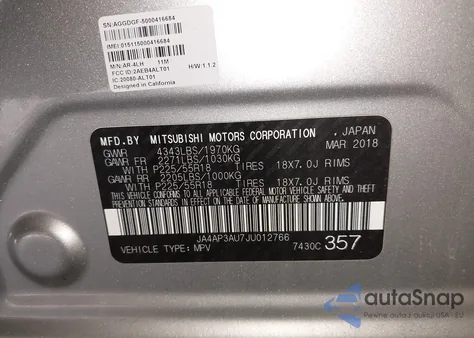 SN:AGGDGF-5000416684
IMEI:015115000416684
M/N:AR-4LH 11M
FCC ID:2AEB4ALT01
IC:20080-ALT01 H/W:1.1.2
Designed in California
MFD.BY MITSUBISHI MOTORS CORPORATION , JAPAN
GVWR 4343LBS/1970KG MAR 2018
GAWR FR 2271LBS/1030KG
WITH P225/55R18 TIRES 18X7.0J RIMS
GAWR RR 2205LBS/1000KG
WITH P225/55R18 TIRES 18X7.0J RIMS
THIS VEHICLE CONFORMS TO ALL APPLICABLE FEDERAL MOTOR VEHICLE SAFETY AND THEFT PREVENTION STANDARDS IN EFFECT ON THE DATE OF MANUFACTURE SHOWN ABOVE.
JA4AP3AU7JU012766
VEHICLE TYPE: MPV 7430C 357
autoSnap
Pewne auto z USA - EU